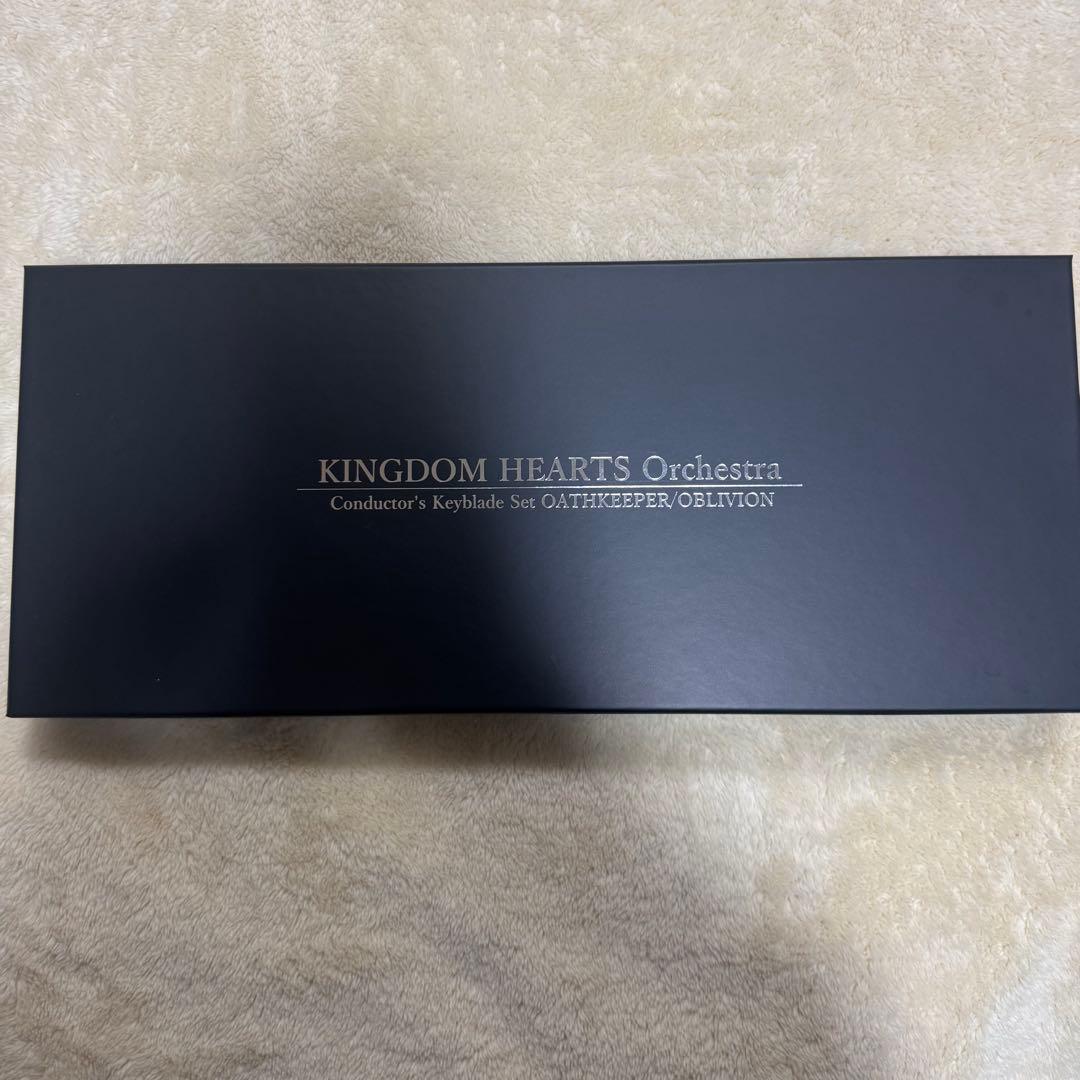 KINGDOM HEARTS Orchestra
Conductor's Keyblade Set OATHKEEPER/OBLIVION